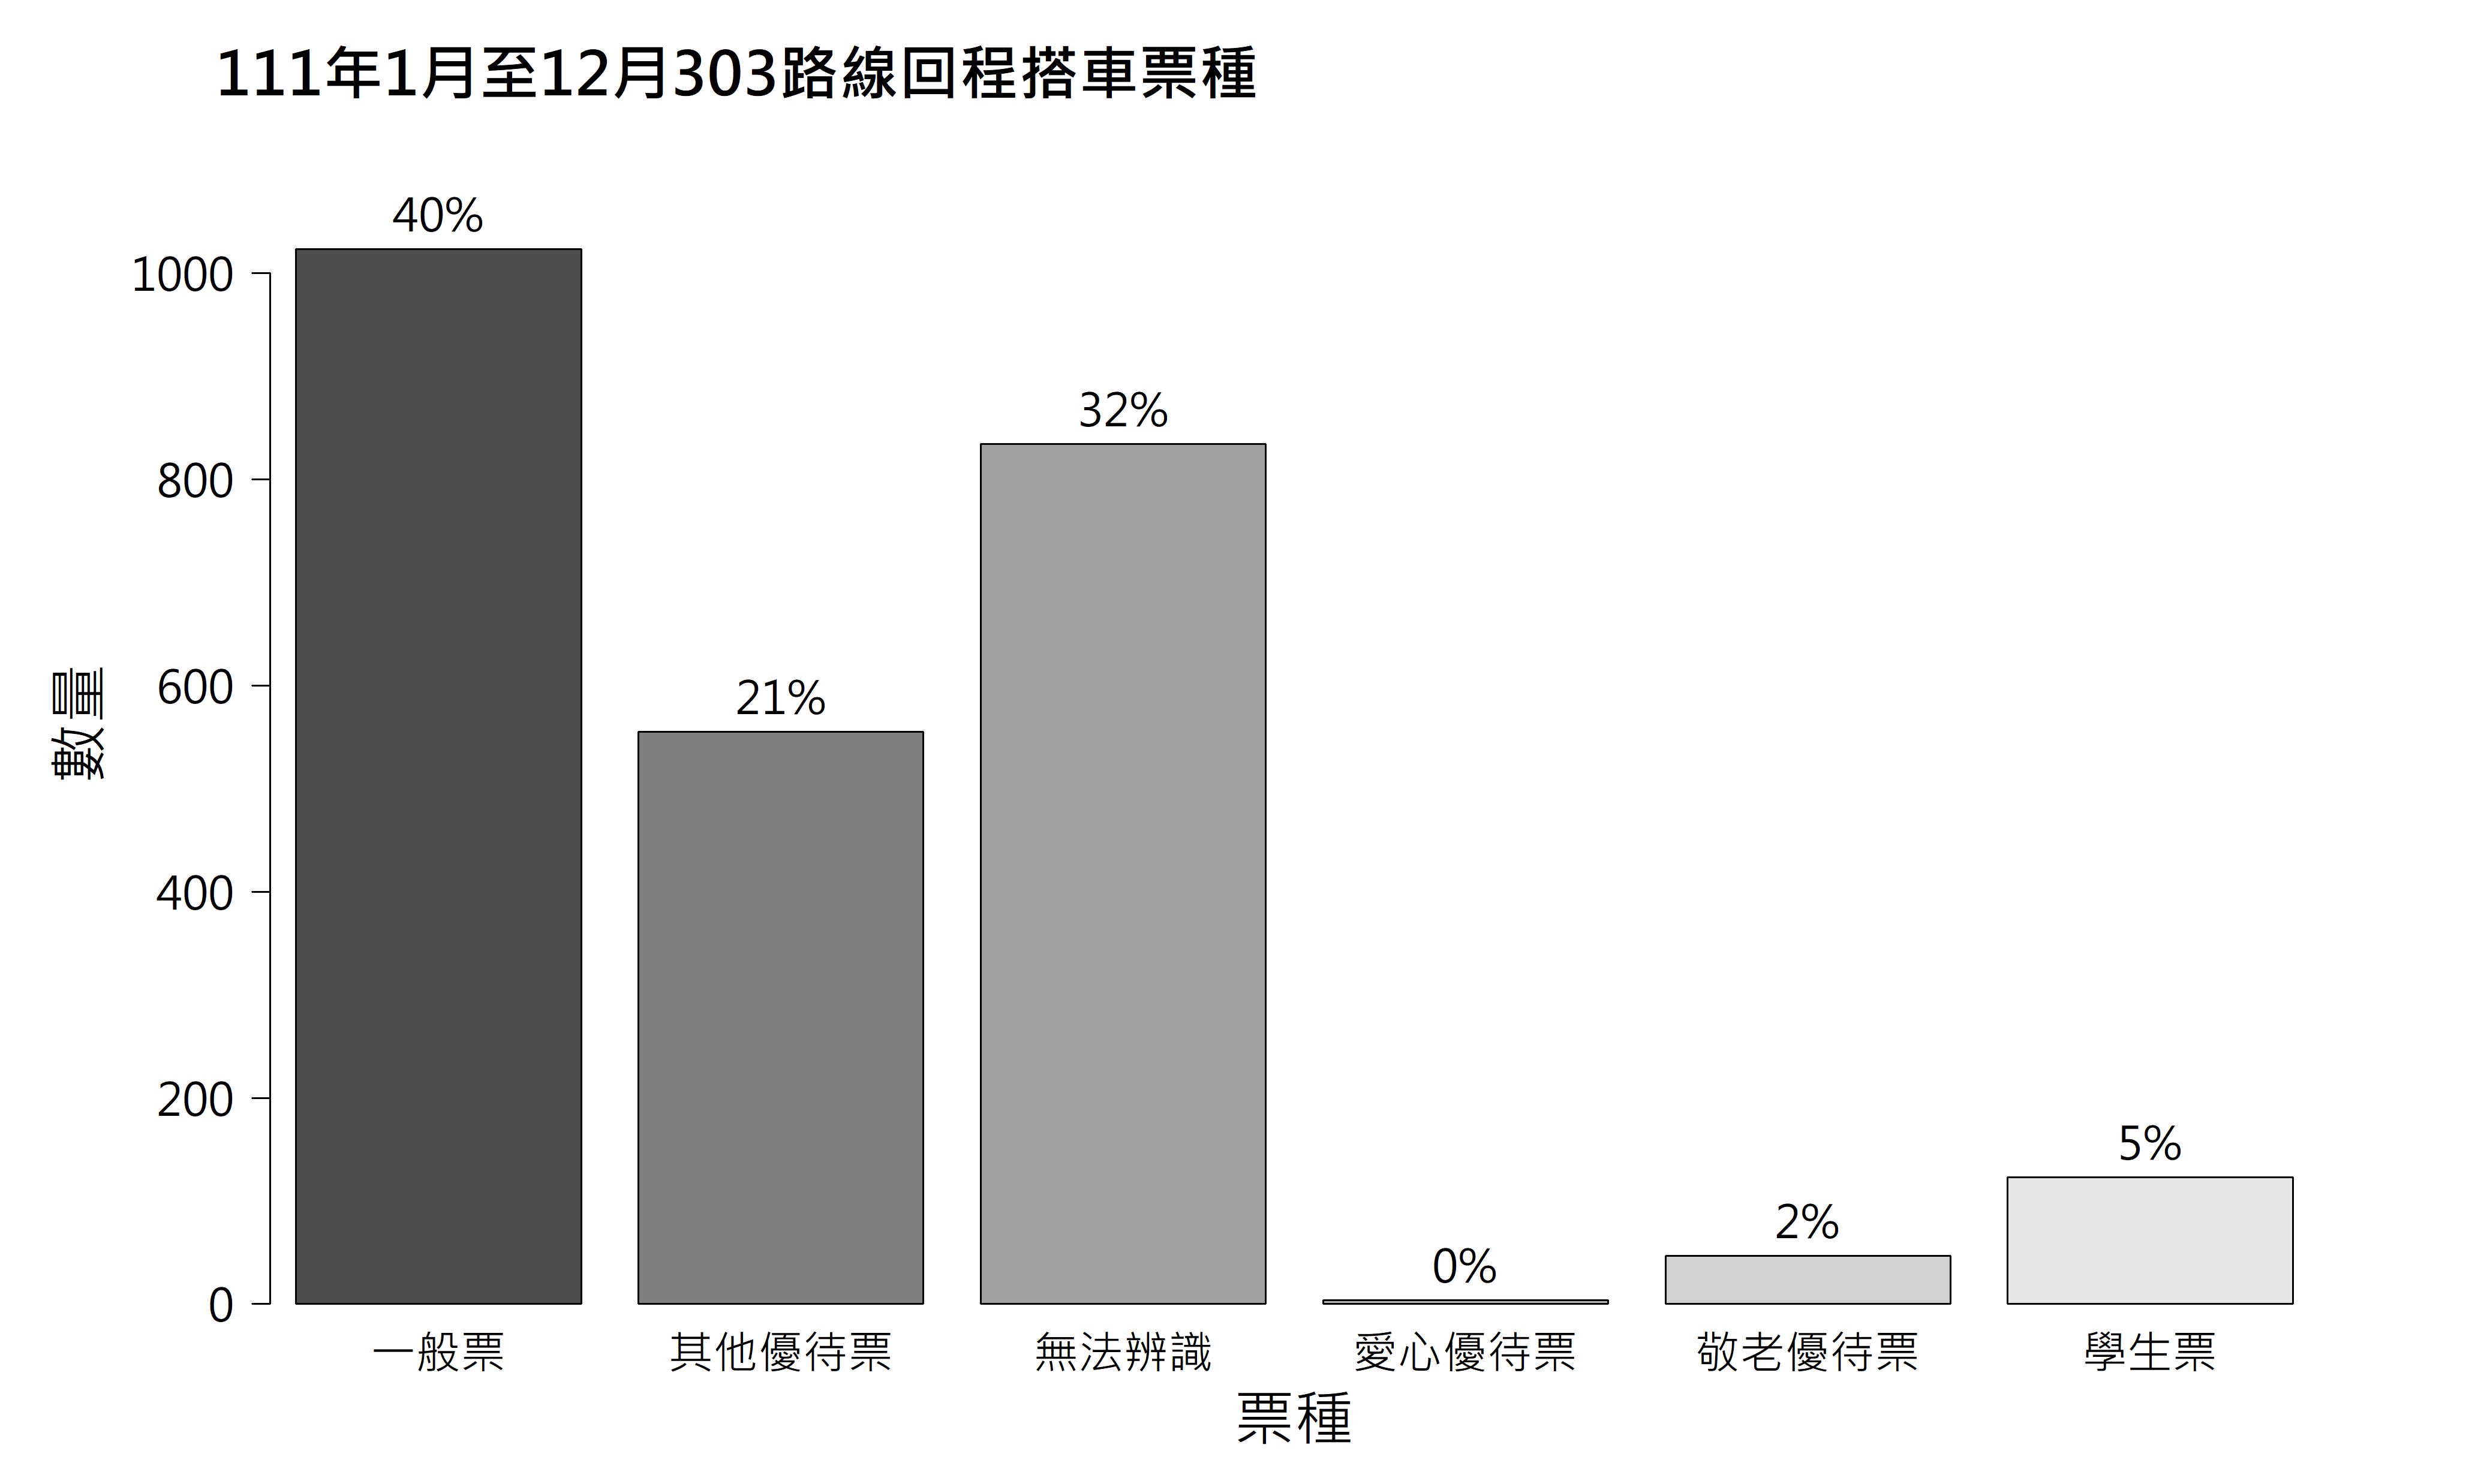 111年1月至12月303路線回程搭車票種
數量
1000
800
600
400
200
0
40%
21%
32%
0%
2%
5%
一般票
其他優待票
無法辨識
愛心優待票
敬老優待票
學生票
票種